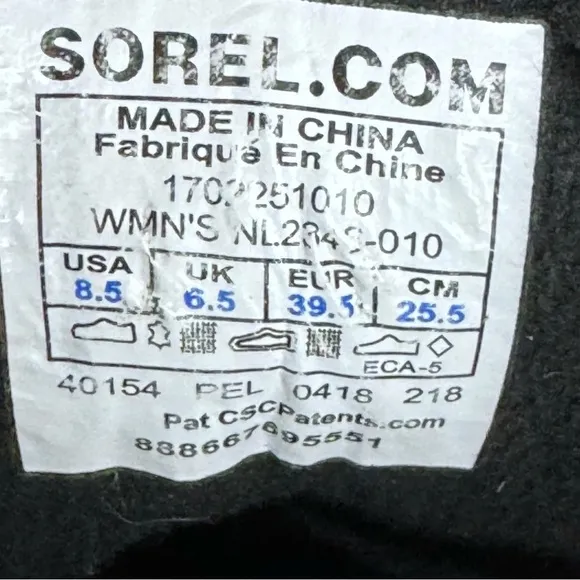 SOREL.COM
MADE IN CHINA
Fabriqué En Chine
WMN'S
USA UK EUR CM
8.5 6.5 39.5 25.5
ECA-5
40154 PEL 0418 218
Pat CSCPatents.com
888667695551